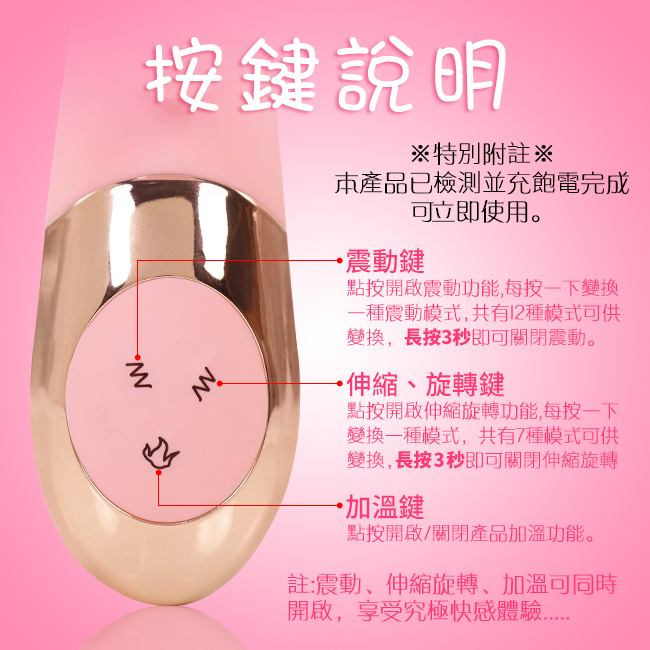 按鍵說明
※特別附註※
本產品已檢測並充飽電完成
可立即使用。
震動鍵
點按開啟震動功能,每按一下變換
一種震動模式,共有12種模式可供
變換，長按3秒即可關閉震動。
伸縮、旋轉鍵
點按開啟伸縮旋轉功能,每按一下
變換一種模式，共有7種模式可供
變換,長按3秒即可關閉伸縮旋轉
加溫鍵
點按開啟/關閉產品加溫功能。
註:震動、伸縮旋轉、加溫可同時
開啟，享受究極快感體驗.....